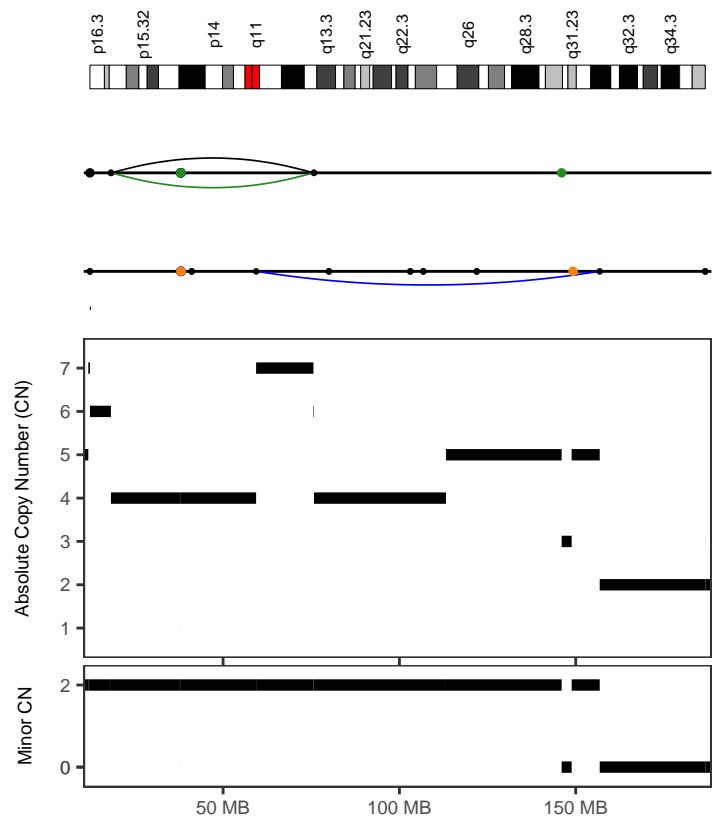 p16.3
p15.32
p14
q11
q13.3
q21.23
q22.3
q26
q28.3
q31.23
q32.3
q34.3
Absolute Copy Number (CN)
7
6
5
4
3
2
1
Minor CN
2
0
50 MB
100 MB
150 MB